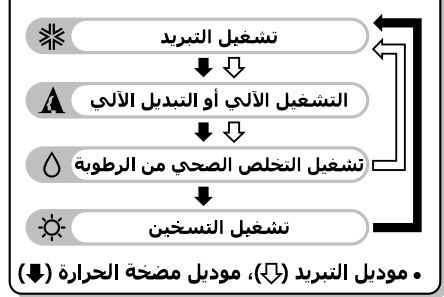 تشغيل التبريد
التشغيل الآلي أو التبديل الآلي
تشغيل التخلص الصحي من الرطوبة
تشغيل التسخين
• موديل التبريد (⇩)، موديل مضخة الحرارة (⬇)